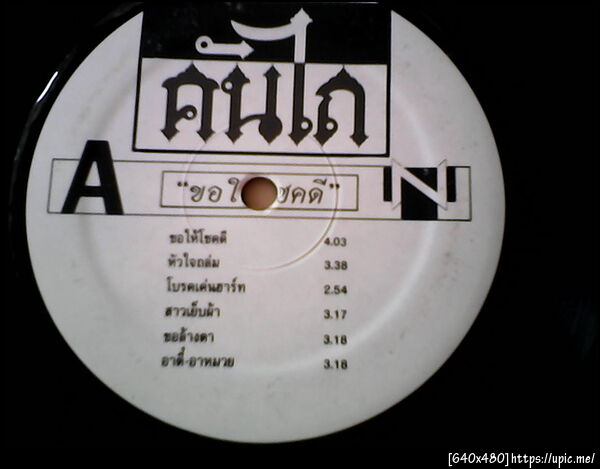 คันไถ
A
"ขอให้โชคดี"
N
ขอให้โชคดี 4.03
หัวใจถล่ม 3.38
โบรคเค่นฮาร์ท 2.54
สาวเย็บผ้า 3.17
ขอล้างตา 3.18
อาตี๋-อาหมวย 3.18
[640x480]https://upic.me/